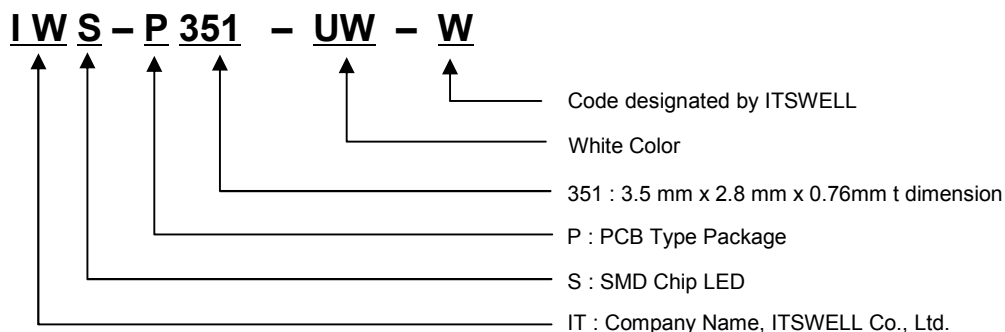 I W S – P 351 – UW – W
Code designated by ITSWELL
White Color
351 : 3.5 mm x 2.8 mm x 0.76mm t dimension
P : PCB Type Package
S : SMD Chip LED
IT : Company Name, ITSWELL Co., Ltd.